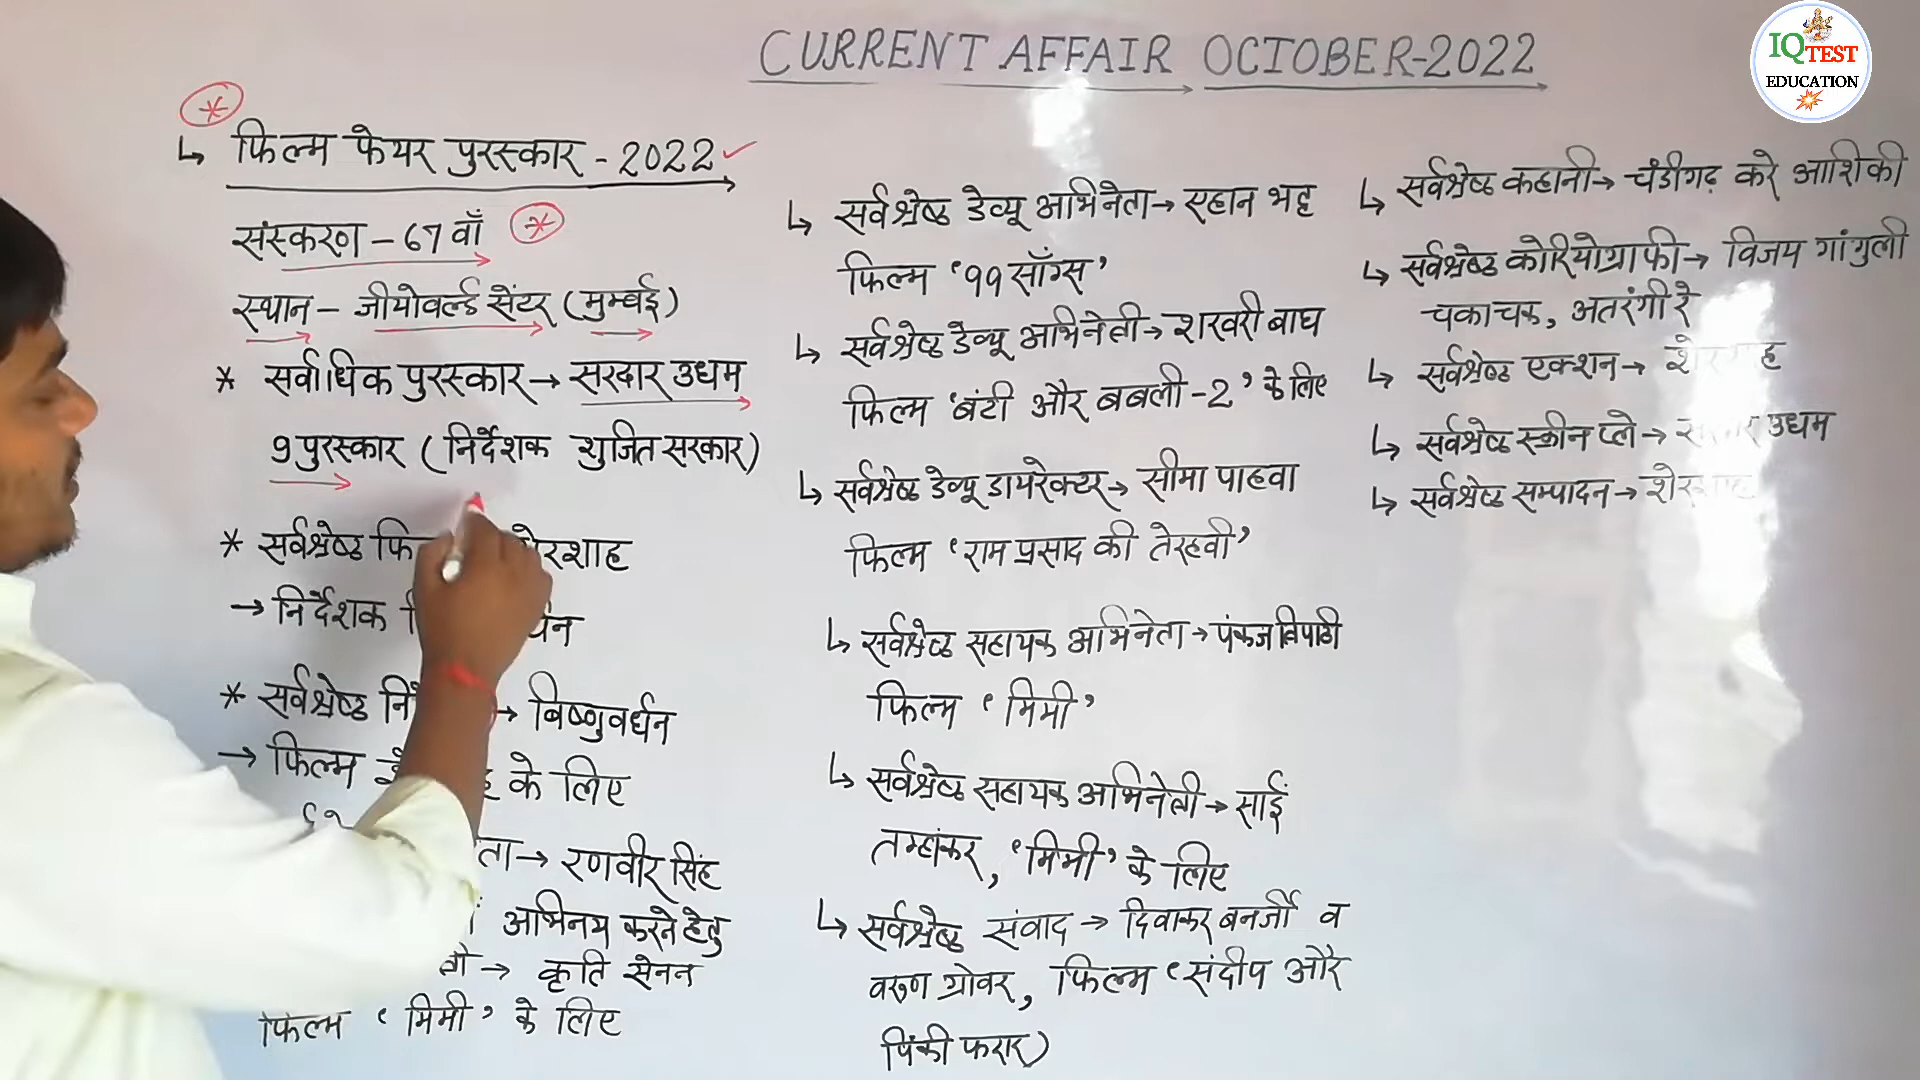 CURRENT AFFAIR OCTOBER-2022
IQTEST
EDUCATION
* 
↳ फिल्म फेयर पुरस्कार - 2022 ✓
संस्करण - 67 वाँ *
स्थान - जीयोवर्ल्ड सेंटर (मुम्बई)
* सर्वाधिक पुरस्कार → सरदार उधम
9 पुरस्कार (निर्देशक शुजित सरकार)
* सर्वश्रेष्ठ
→ निर्देशक
* सर्वश्रेष्ठ → विष्णुवर्धन
→ फिल्म के लिए
→ रणवीर सिंह
अभिनय करने हेतु
→ कृति सेनन
फिल्म ‘मिमी’ के लिए
↳ सर्वश्रेष्ठ डेव्यू अभिनेता → एहान भट्ट
फिल्म ‘99 सॉंग्स’
↳ सर्वश्रेष्ठ डेव्यू अभिनेती → शरवरी बाघ
फिल्म ‘बंटी और बबली-2’ के लिए
↳ सर्वश्रेष्ठ डेव्यू डायरेक्टर → सीमा पाहवा
फिल्म ‘राम प्रसाद की तेरहवी’
↳ सर्वश्रेष्ठ सहायक अभिनेता → पंकज त्रिपाठी
फिल्म ‘मिमी’
↳ सर्वश्रेष्ठ सहायक अभिनेती → साईं
तम्हांकर, ‘मिमी’ के लिए
↳ सर्वश्रेष्ठ संवाद → दिवाकर बनर्जी व
वरुण ग्रोवर, फिल्म ‘संदीप और
पिंकी फरार)
↳ सर्वश्रेष्ठ कहानी → चंडीगढ़ करे आशिकी
↳ सर्वश्रेष्ठ कोरियोग्राफी → विजय गांगुली
चकाचक, अतरंगी रे
↳ सर्वश्रेष्ठ एक्शन →
↳ सर्वश्रेष्ठ स्क्रीन प्ले → उधम
↳ सर्वश्रेष्ठ सम्पादन →